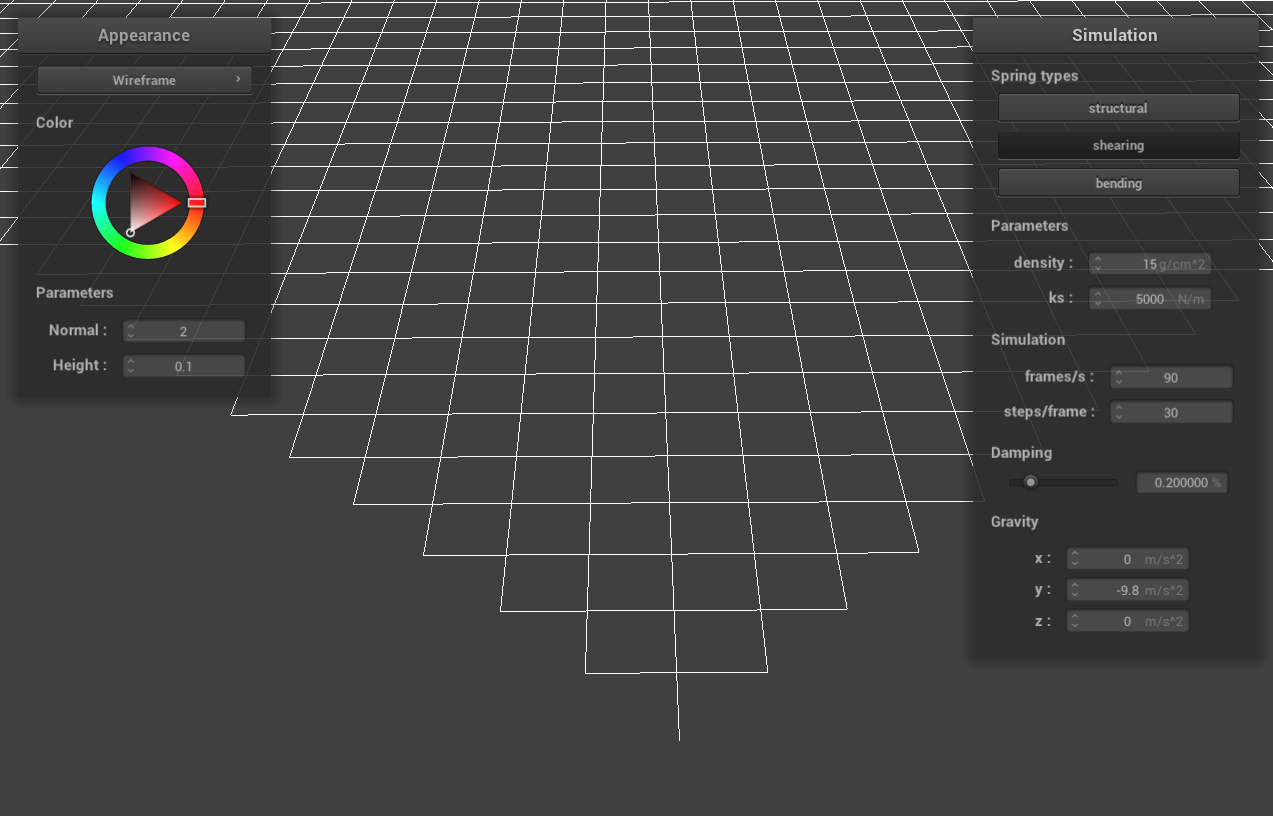 Appearance
Wireframe
Color
Parameters
Normal : 2
Height : 0.1
Simulation
Spring types
structural
shearing
bending
Parameters
density : 15 g/cm^2
ks : 5000 N/m
Simulation
frames/s : 90
steps/frame : 30
Damping
0.200000 %
Gravity
x : 0 m/s^2
y : -9.8 m/s^2
z : 0 m/s^2